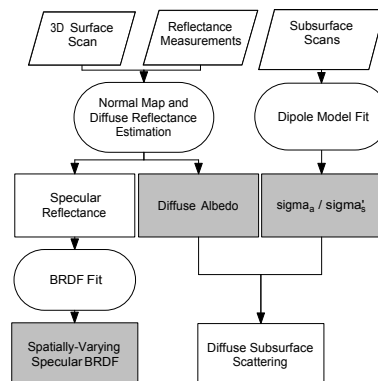 3D Surface
Scan
Reflectance
Measurements
Subsurface
Scans
Normal Map and
Diffuse Reflectance
Estimation
Dipole Model Fit
Specular
Reflectance
Diffuse Albedo
sigmaₐ / sigma'ₛ
BRDF Fit
Spatially-Varying
Specular BRDF
Diffuse Subsurface
Scattering